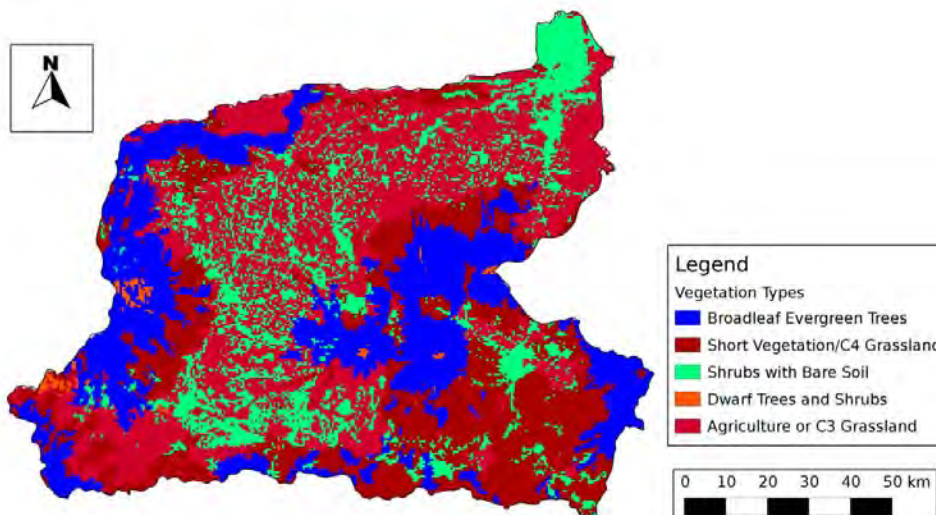 N
Legend
Vegetation Types
Broadleaf Evergreen Trees
Short Vegetation/C4 Grassland
Shrubs with Bare Soil
Dwarf Trees and Shrubs
Agriculture or C3 Grassland
0 10 20 30 40 50 km